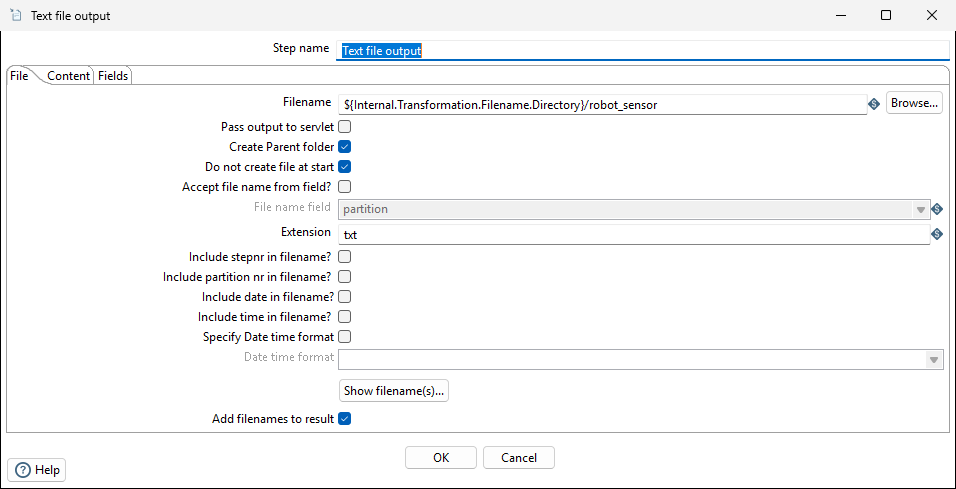 Text file output
Step name Text file output
File Content Fields
Filename ${Internal.Transformation.Filename.Directory}/robot_sensor Browse...
Pass output to servlet
Create Parent folder
Do not create file at start
Accept file name from field?
File name field partition
Extension txt
Include stepnr in filename?
Include partition nr in filename?
Include date in filename?
Include time in filename?
Specify Date time format
Date time format
Show filename(s)...
Add filenames to result
OK Cancel
Help